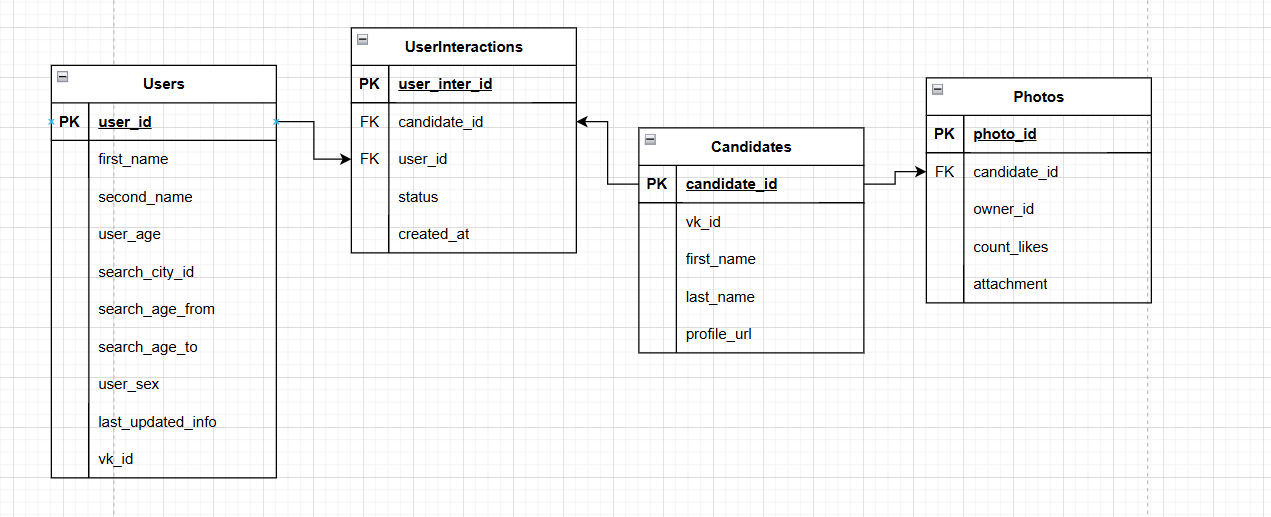 Users
PK user_id
first_name
second_name
user_age
search_city_id
search_age_from
search_age_to
user_sex
last_updated_info
vk_id
UserInteractions
PK user_inter_id
FK candidate_id
FK user_id
status
created_at
Candidates
PK candidate_id
vk_id
first_name
last_name
profile_url
Photos
PK photo_id
FK candidate_id
owner_id
count_likes
attachment